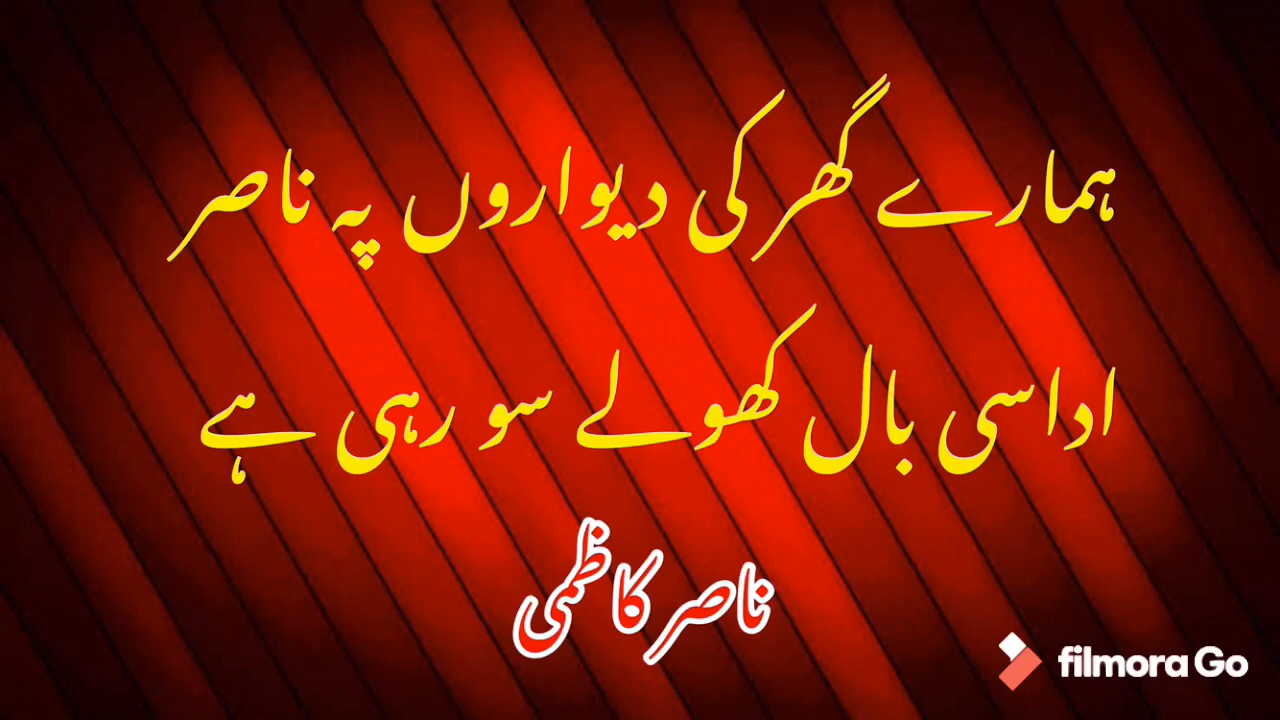 ہمارے گھر کی دیواروں پہ ناصر
اداسی بال کھولے سو رہی ہے
ناصر کاظمی
filmora Go